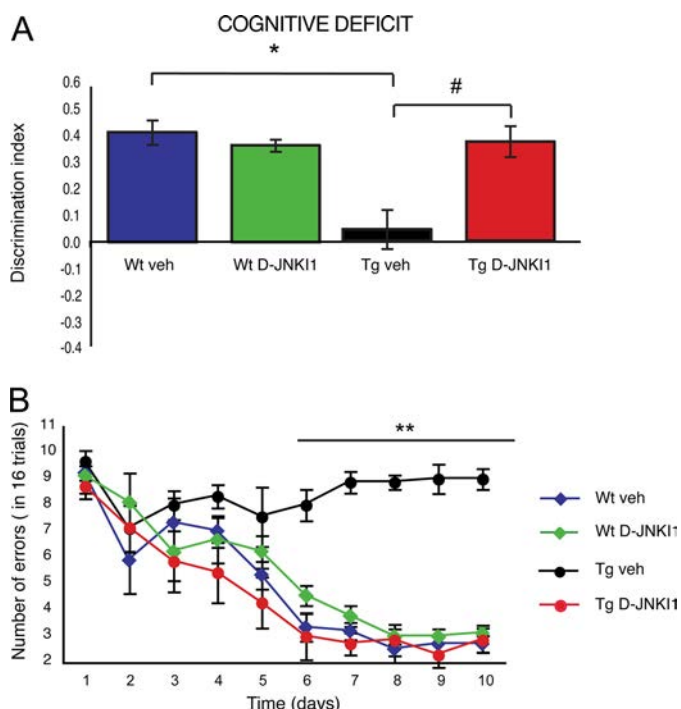 A
COGNITIVE DEFICIT
*
#
Discrimination index
0.6
0.5
0.4
0.3
0.2
0.1
0.0
-0.1
-0.2
-0.3
-0.4
Wt veh
Wt D-JNKI1
Tg veh
Tg D-JNKI1
B
**
Number of errors ( in 16 trials)
11
10
9
8
7
6
5
4
3
2
1 2 3 4 5 6 7 8 9 10
Time (days)
Wt veh
Wt D-JNKI1
Tg veh
Tg D-JNKI1